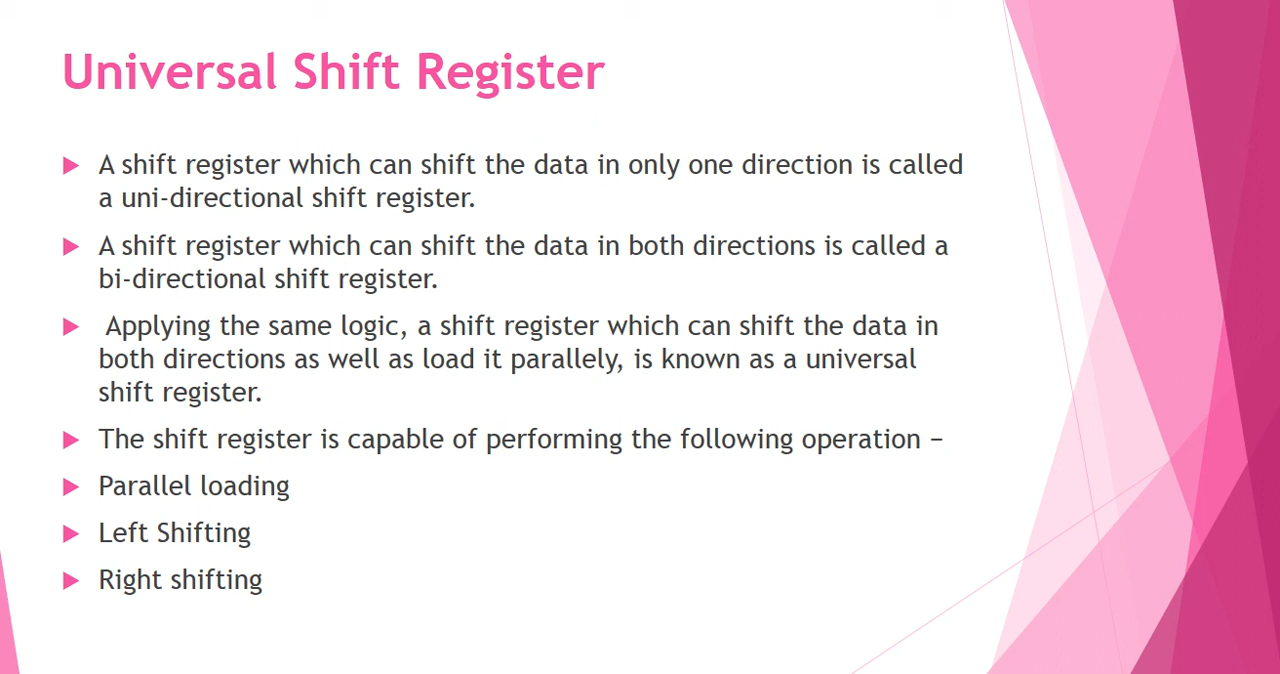 Universal Shift Register
A shift register which can shift the data in only one direction is called
a uni-directional shift register.
A shift register which can shift the data in both directions is called a
bi-directional shift register.
Applying the same logic, a shift register which can shift the data in
both directions as well as load it parallely, is known as a universal
shift register.
The shift register is capable of performing the following operation −
Parallel loading
Left Shifting
Right shifting